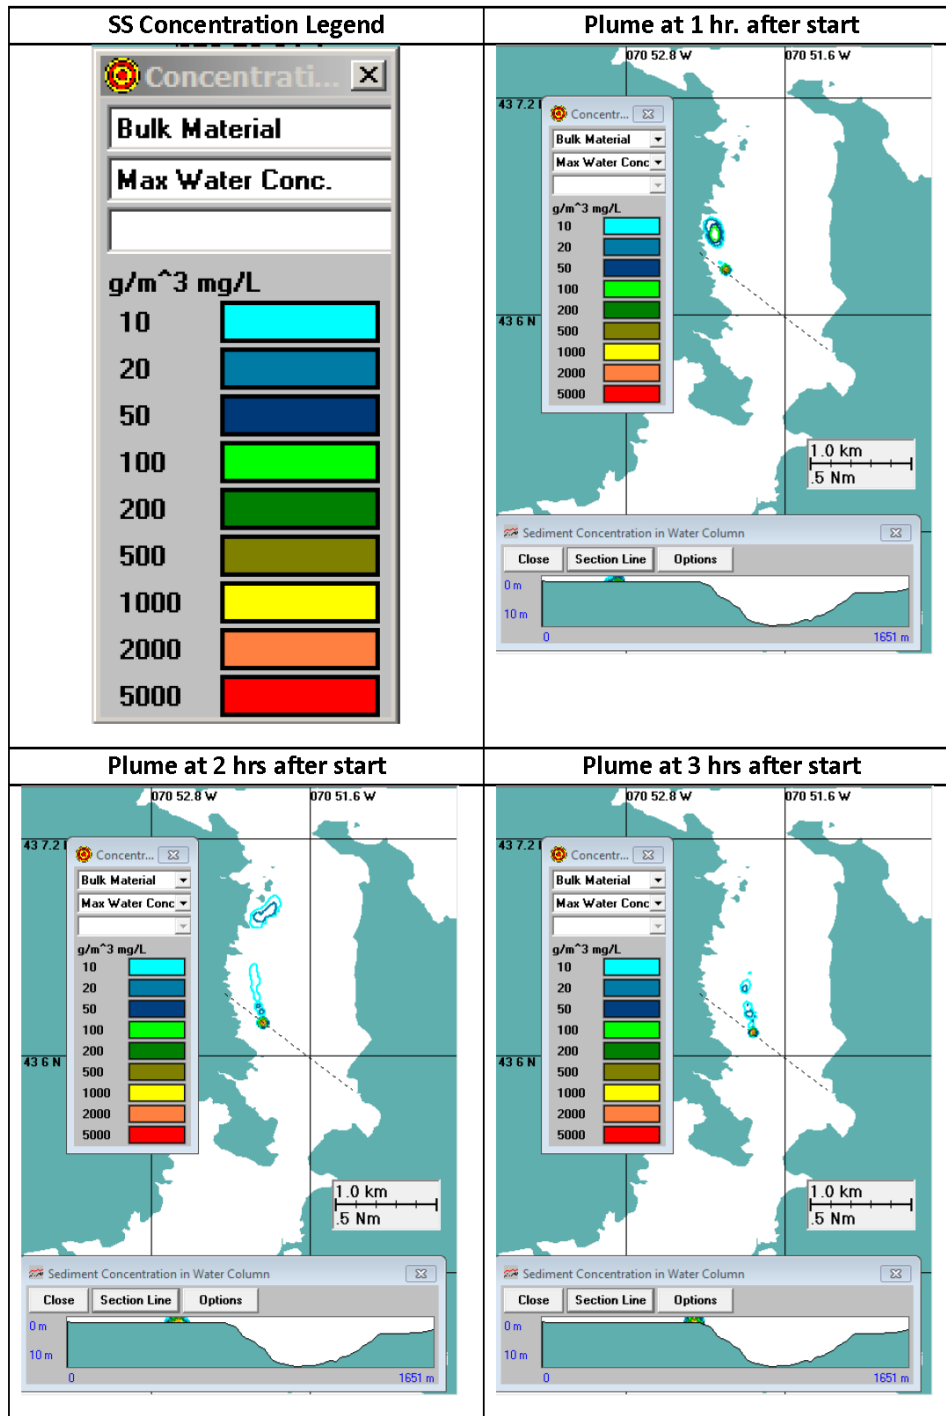 SS Concentration Legend
Concentrati...
Bulk Material
Max Water Conc.
g/m^3 mg/L
10
20
50
100
200
500
1000
2000
5000
Plume at 1 hr. after start
070 52.8 W
070 51.6 W
43 7.2
Concentr...
Bulk Material
Max Water Conc
g/m^3 mg/L
10
20
50
100
200
500
1000
2000
5000
43 6 N
1.0 km
.5 Nm
Sediment Concentration in Water Column
Close Section Line Options
0 m
10 m
0
1651 m
Plume at 2 hrs after start
070 52.8 W
070 51.6 W
43 7.2
Concentr...
Bulk Material
Max Water Conc
g/m^3 mg/L
10
20
50
100
200
500
1000
2000
5000
43 6 N
1.0 km
.5 Nm
Sediment Concentration in Water Column
Close Section Line Options
0 m
10 m
0
1651 m
Plume at 3 hrs after start
070 52.8 W
070 51.6 W
43 7.2
Concentr...
Bulk Material
Max Water Conc
g/m^3 mg/L
10
20
50
100
200
500
1000
2000
5000
43 6 N
1.0 km
.5 Nm
Sediment Concentration in Water Column
Close Section Line Options
0 m
10 m
0
1651 m